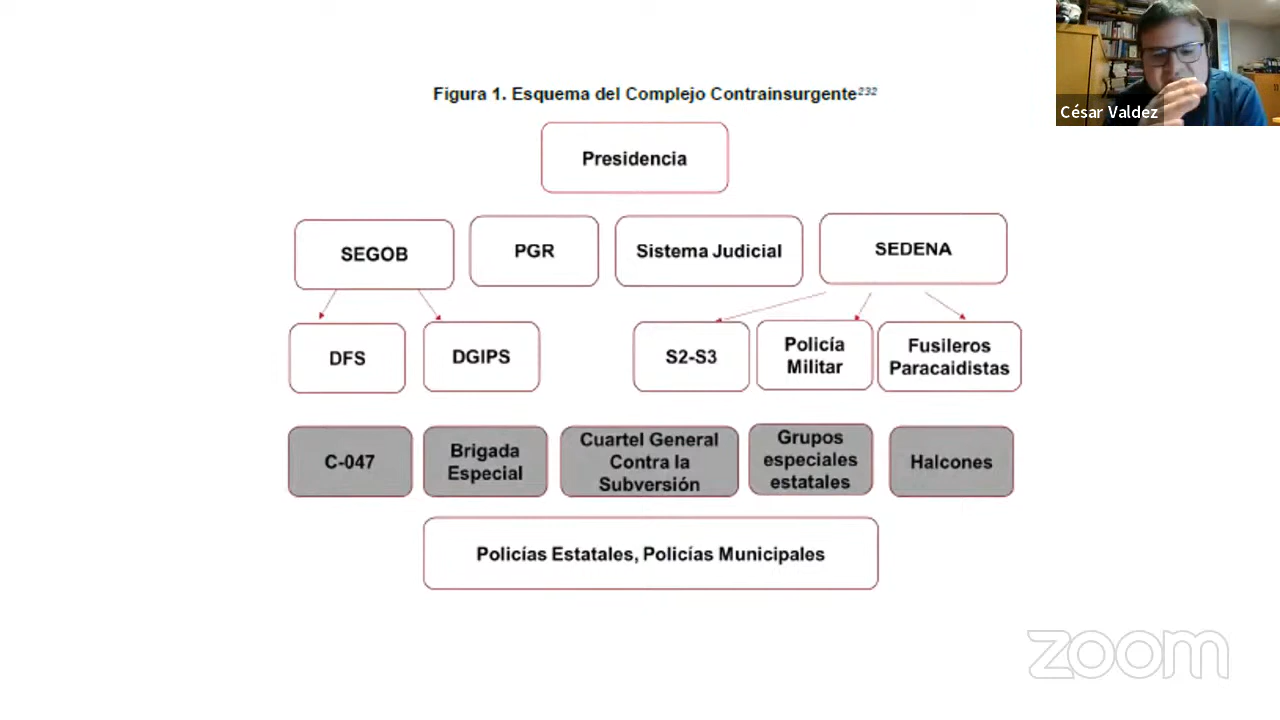 César Valdez
Figura 1. Esquema del Complejo Contrainsurgente232
Presidencia
SEGOB
PGR
Sistema Judicial
SEDENA
DFS
DGIPS
S2-S3
Policía
Militar
Fusileros
Paracaidistas
C-047
Brigada
Especial
Cuartel General
Contra la
Subversión
Grupos
especiales
estatales
Halcones
Policías Estatales, Policías Municipales
zoom